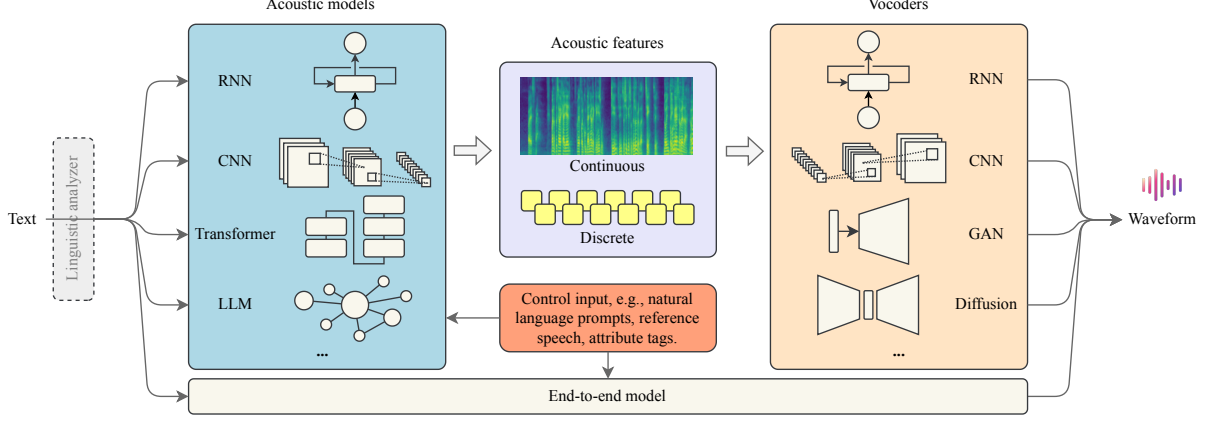 Acoustic models
Vocoders
Acoustic features
RNN
CNN
Transformer
LLM
...
Text
Linguistic analyzer
Continuous
Discrete
Control input, e.g., natural
language prompts, reference
speech, attribute tags.
RNN
CNN
GAN
Diffusion
...
Waveform
End-to-end model